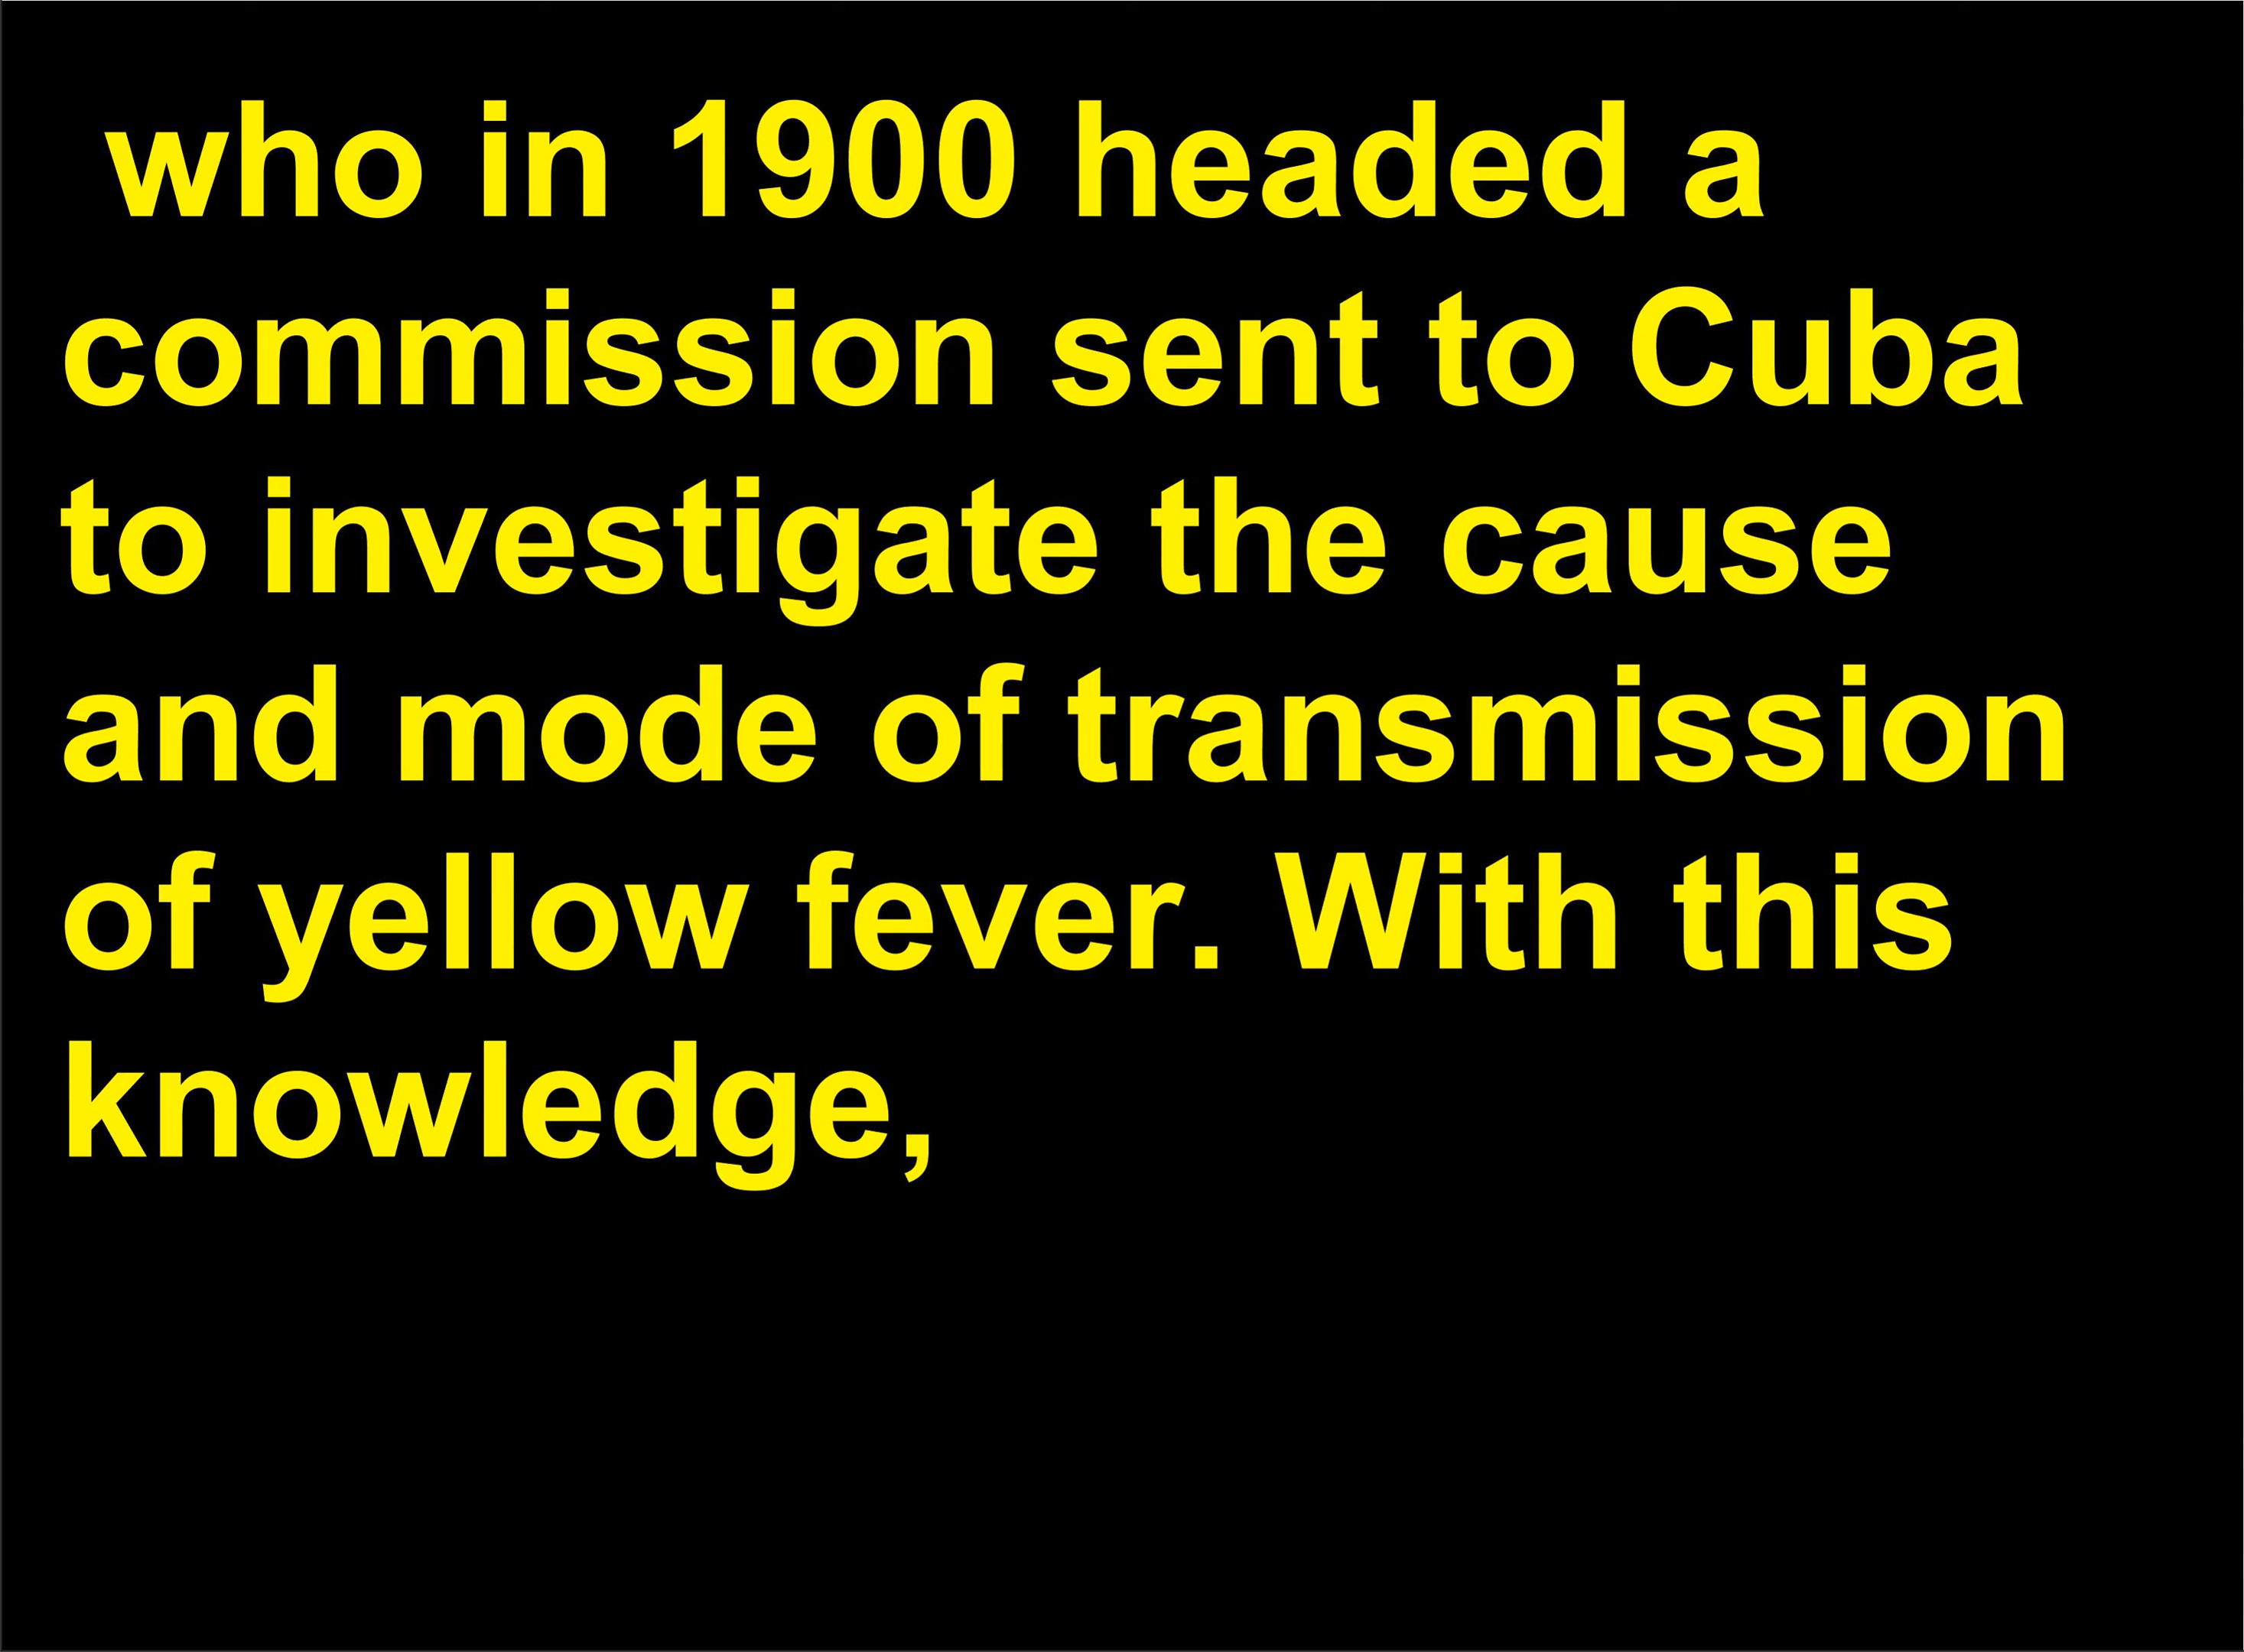 who in 1900 headed a
commission sent to Cuba
to investigate the cause
and mode of transmission
of yellow fever. With this
knowledge,